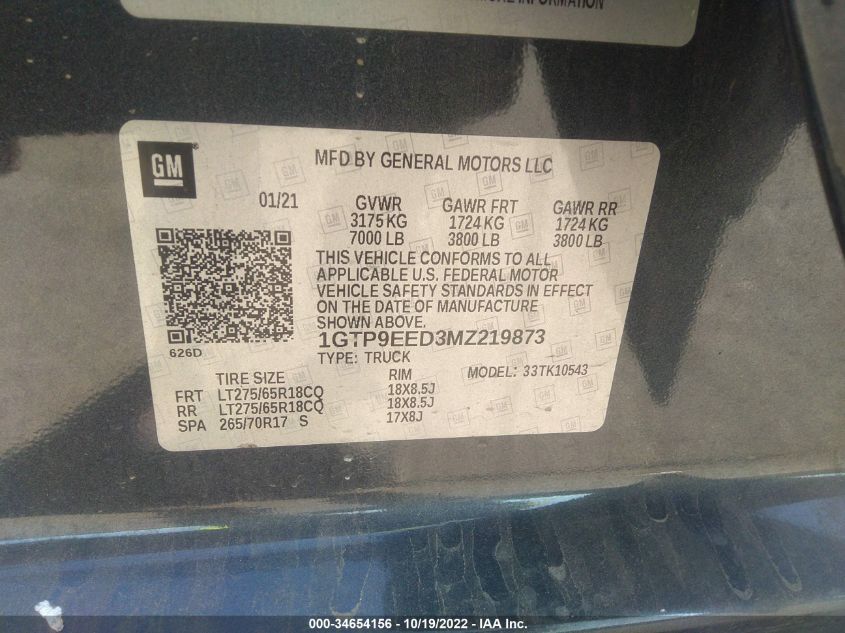 INFORMATION
GM
MFD BY GENERAL MOTORS LLC
01/21
GVWR GAWR FRT GAWR RR
3175 KG 1724 KG 1724 KG
7000 LB 3800 LB 3800 LB
THIS VEHICLE CONFORMS TO ALL
APPLICABLE U.S. FEDERAL MOTOR
VEHICLE SAFETY STANDARDS IN EFFECT
ON THE DATE OF MANUFACTURE
SHOWN ABOVE.
626D
1GTP9EED3MZ219873
TYPE: TRUCK
TIRE SIZE RIM MODEL: 33TK10543
FRT LT275/65R18CQ 18X8.5J
RR LT275/65R18CQ 18X8.5J
SPA 265/70R17 S 17X8J
000-34654156 - 10/19/2022 - IAA Inc.